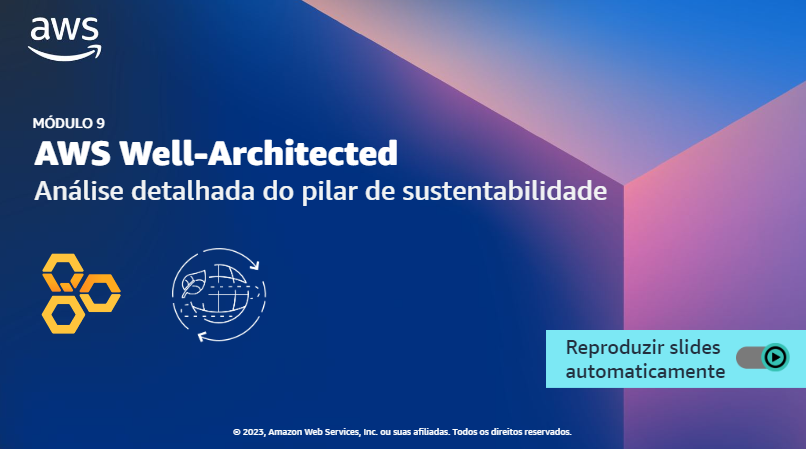 aws
MÓDULO 9
AWS Well-Architected
Análise detalhada do pilar de sustentabilidade
Reproduzir slides
automaticamente
© 2023, Amazon Web Services, Inc. ou suas afiliadas. Todos os direitos reservados.